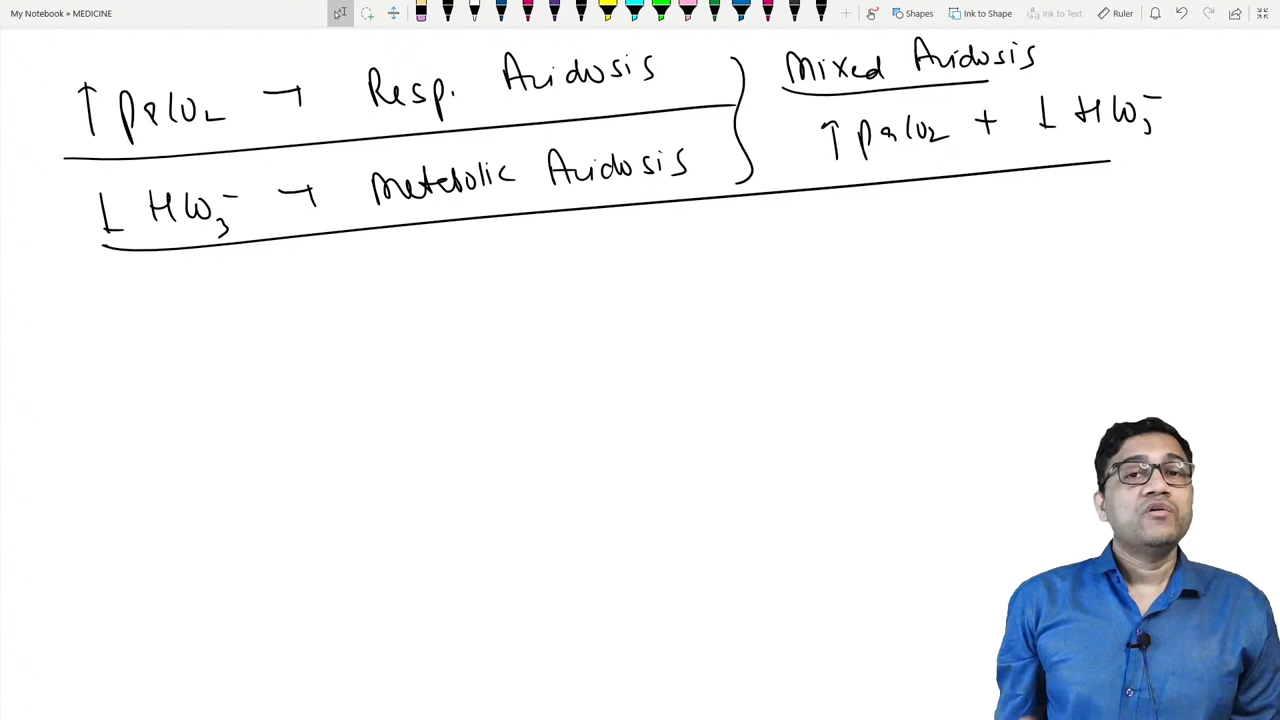 My Notebook » MEDICINE
Shapes Ink to Shape Ink to Text Ruler
↑ PaCO₂ → Resp. Acidosis
↓ HCO₃⁻ → Metabolic Acidosis
Mixed Acidosis
↑ PaCO₂ + ↓ HCO₃⁻